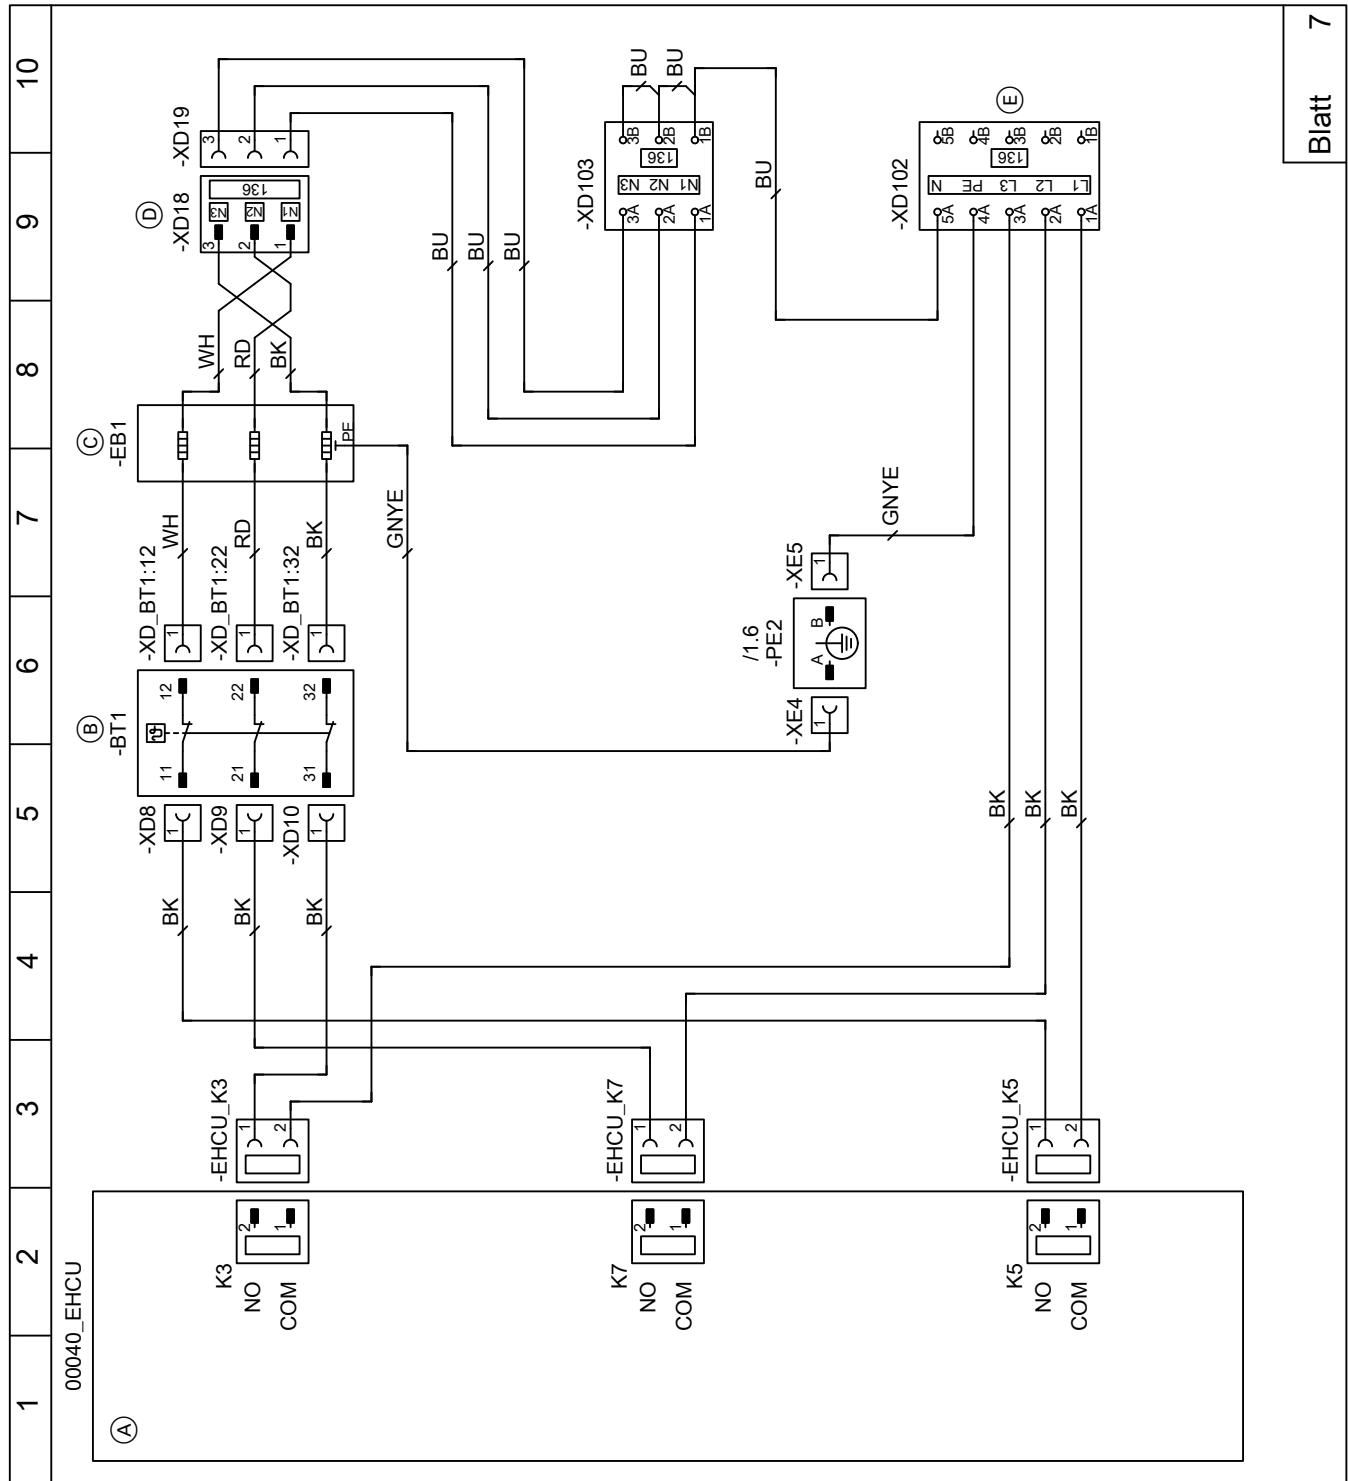 1 2 3 4 5 6 7 8 9 10
00040_EHCU
A
K3
NO
COM
2
1
-EHCU_K3
1
2
K7
NO
COM
2
1
-EHCU_K7
1
2
K5
NO
COM
2
1
-EHCU_K5
1
2
BK
BK
BK
-XD8
1
-XD9
1
-XD10
1
B
-BT1
ϑ
11
12
21
22
31
32
-XD_BT1:12
1
-XD_BT1:22
1
-XD_BT1:32
1
WH
RD
BK
C
-EB1
PE
GNYE
WH
RD
BK
D
-XD18
3
2
1
N3
N2
N1
136
-XD19
3
2
1
BU
BU
BU
-XD103
3A
2A
1A
N3 N2 N1
136
3B
2B
1B
BU
BU
BU
-XE4
1
/1.6
-PE2
A
B
-XE5
1
GNYE
BK
BK
BK
-XD102
5A
4A
3A
2A
1A
N PE L3 L2 L1
136
5B
4B
3B
2B
1B
E
Blatt 7